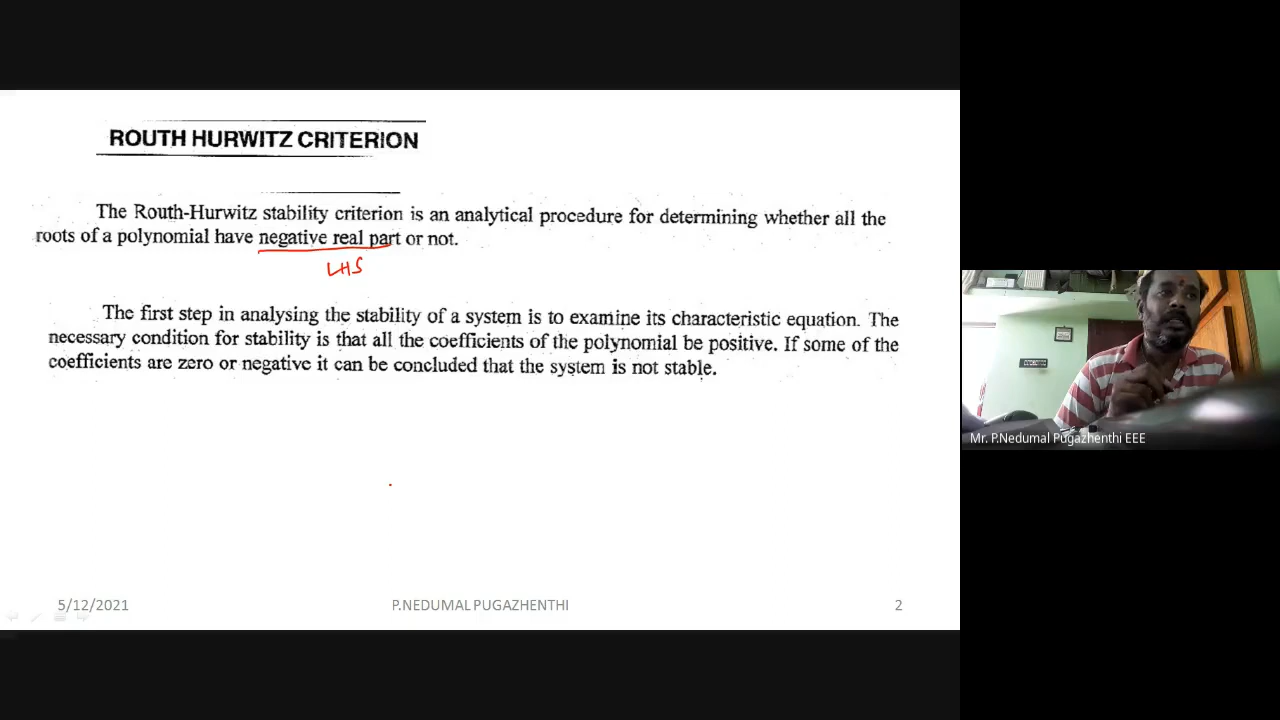 ROUTH HURWITZ CRITERION
The Routh-Hurwitz stability criterion is an analytical procedure for determining whether all the
roots of a polynomial have negative real part or not.
LHS
The first step in analysing the stability of a system is to examine its characteristic equation. The
necessary condition for stability is that all the coefficients of the polynomial be positive. If some of the
coefficients are zero or negative it can be concluded that the system is not stable.
5/12/2021
P.NEDUMAL PUGAZHENTHI
2
Mr. P.Nedumal Pugazhenthi EEE